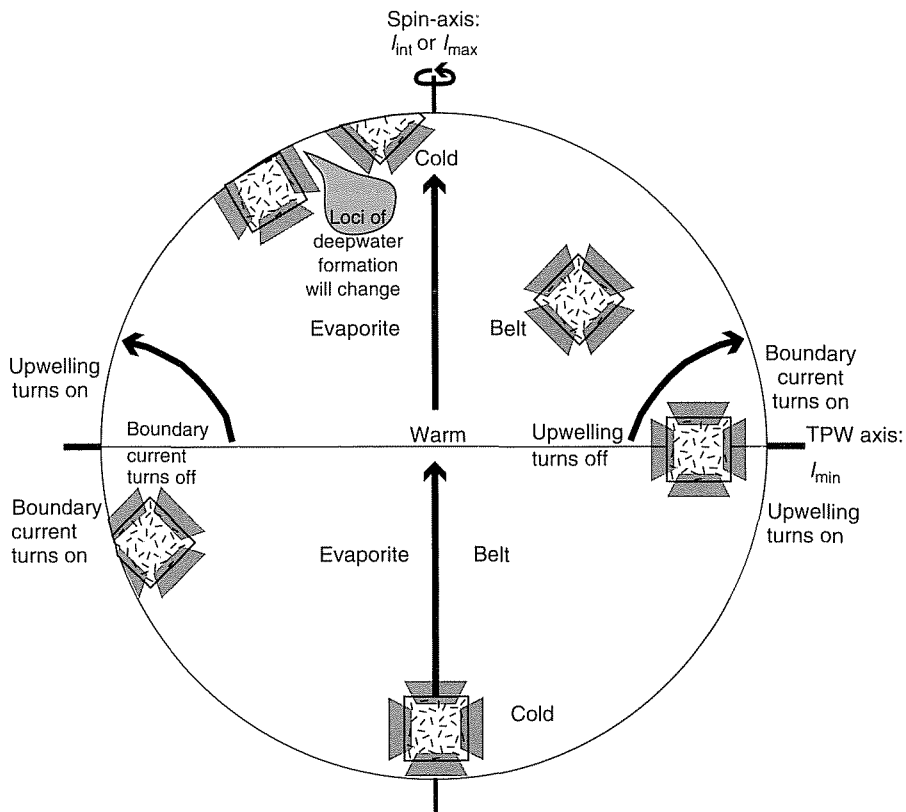 Spin-axis:
I_int or I_max
Cold
Loci of
deepwater
formation
will change
Evaporite Belt
Upwelling
turns on
Boundary
current
turns on
Boundary
current
turns off
Warm
Upwelling
turns off
TPW axis:
I_min
Boundary
current
turns on
Upwelling
turns on
Evaporite Belt
Cold